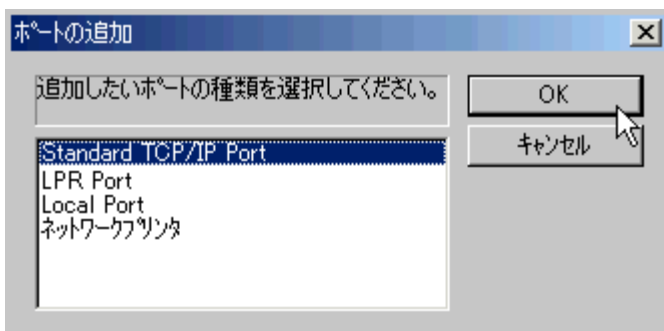 ﾎﾟｰﾄの追加
追加したいﾎﾟｰﾄの種類を選択してください。
OK
ｷｬﾝｾﾙ
Standard TCP/IP Port
LPR Port
Local Port
ﾈｯﾄﾜｰｸﾌﾟﾘﾝﾀ